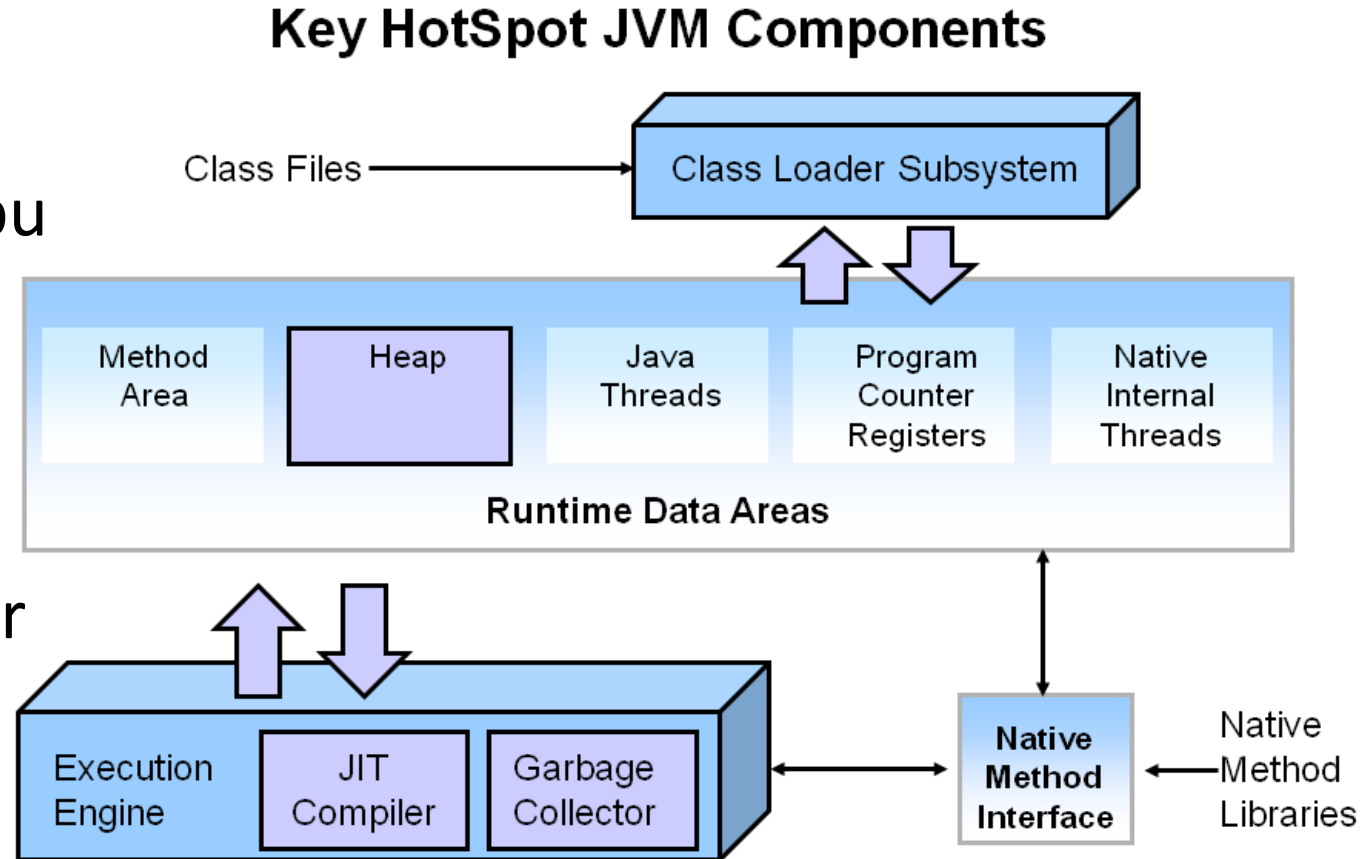 Key HotSpot JVM Components
Class Files
Class Loader Subsystem
ou
Method
Area
Heap
Java
Threads
Program
Counter
Registers
Native
Internal
Threads
Runtime Data Areas
r
Execution
Engine
JIT
Compiler
Garbage
Collector
Native
Method
Interface
Native
Method
Libraries